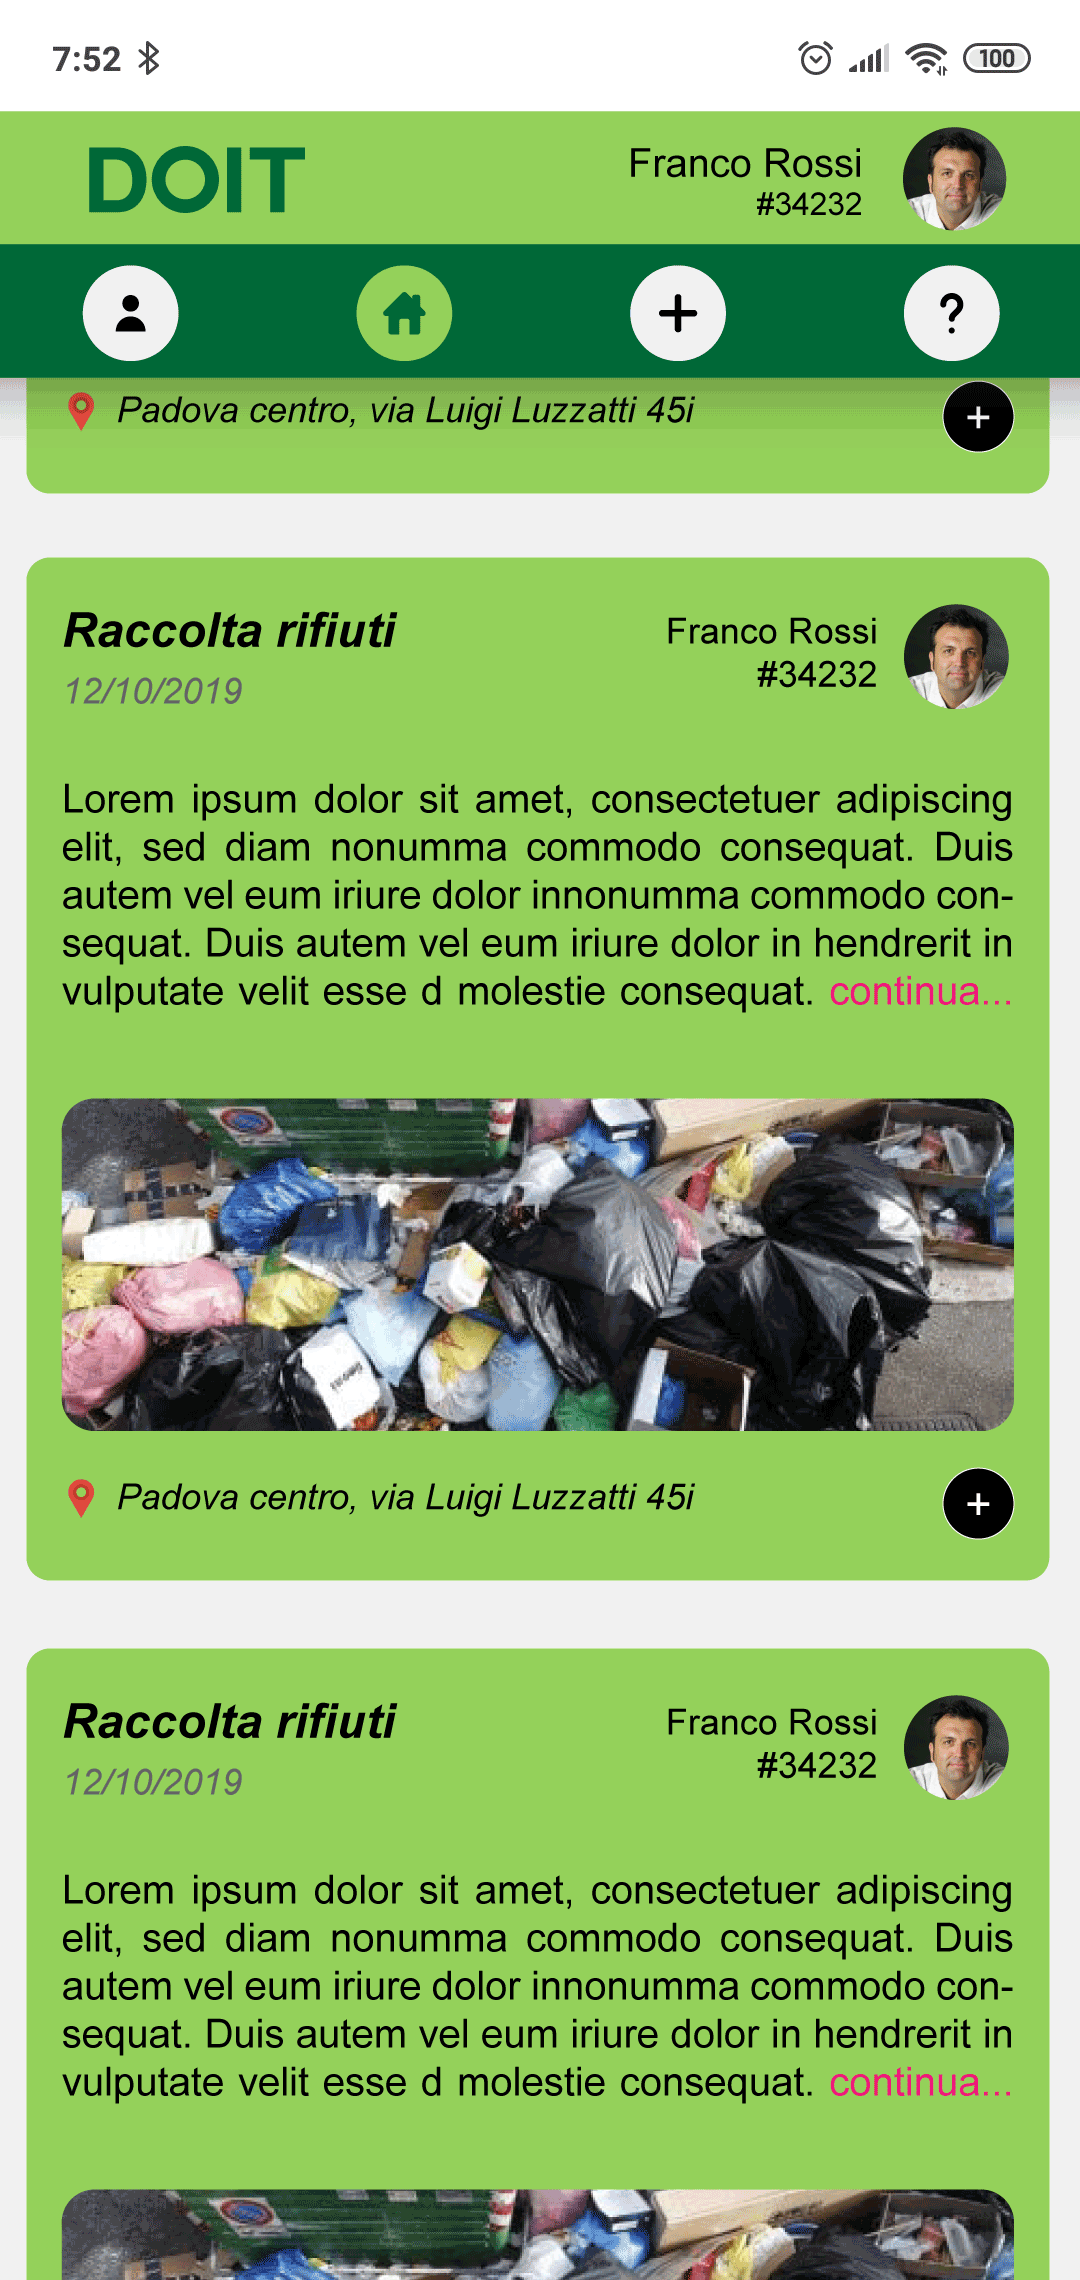 7:52
100
DOIT
Franco Rossi
#34232
Padova centro, via Luigi Luzzatti 45i
Raccolta rifiuti
Franco Rossi
12/10/2019
#34232
Lorem ipsum dolor sit amet, consectetuer adipiscing
elit, sed diam nonumma commodo consequat. Duis
autem vel eum iriure dolor innonumma commodo con-
sequat. Duis autem vel eum iriure dolor in hendrerit in
vulputate velit esse d molestie consequat. continua...
Padova centro, via Luigi Luzzatti 45i
Raccolta rifiuti
Franco Rossi
12/10/2019
#34232
Lorem ipsum dolor sit amet, consectetuer adipiscing
elit, sed diam nonumma commodo consequat. Duis
autem vel eum iriure dolor innonumma commodo con-
sequat. Duis autem vel eum iriure dolor in hendrerit in
vulputate velit esse d molestie consequat. continua...